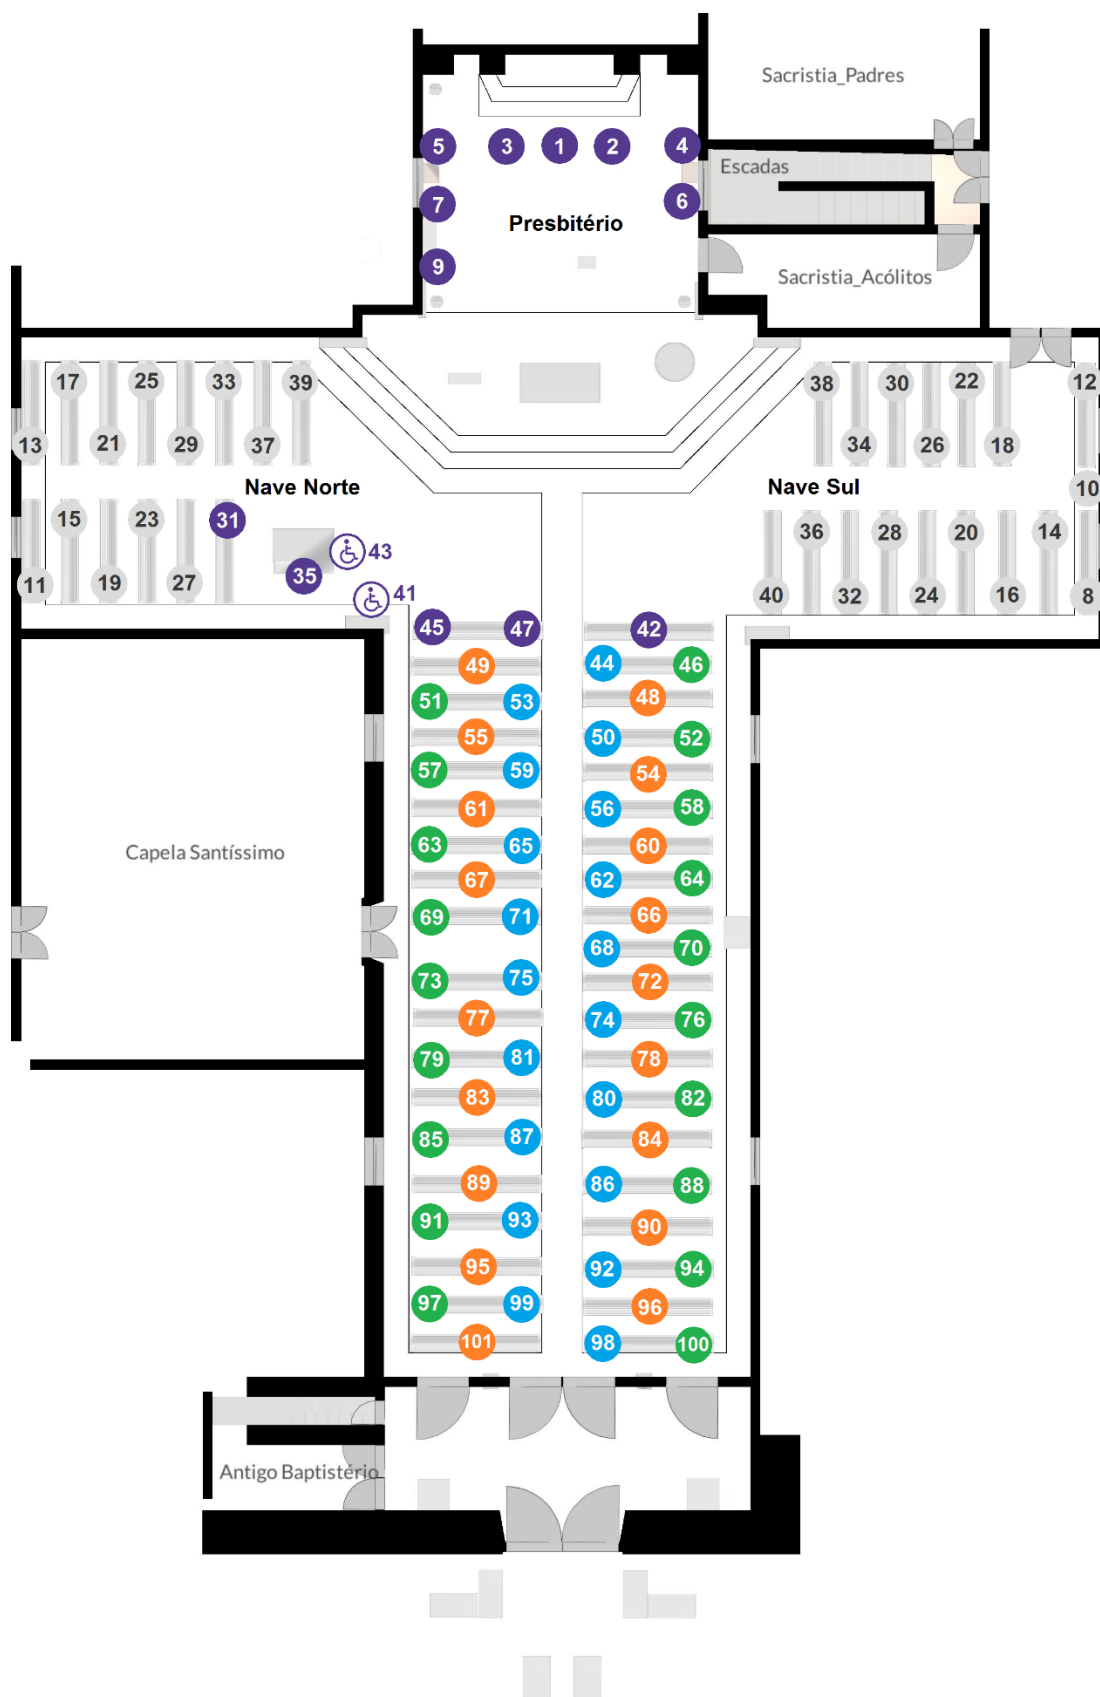 Sacristia_Padres
5 3 1 2 4
Escadas
7 6
Presbitério
9
Sacristia_Acólitos
17 25 33 39
38 30 22 12
13 21 29 37
34 26 18
Nave Norte
Nave Sul
10
15 23 31
36 28 20 14
43
35
11 19 27
41
40 32 24 16 8
45 47 42
49 44 46
51 53 48
55 50 52
57 59 54
61 56 58
63 65 60
Capela Santíssimo
67 62 64
69 71 66
68 70
73 75 72
77 74 76
79 81 78
83 80 82
85 87 84
89 86 88
91 93 90
95 92 94
97 99 96
101 98 100
Antigo Baptistério